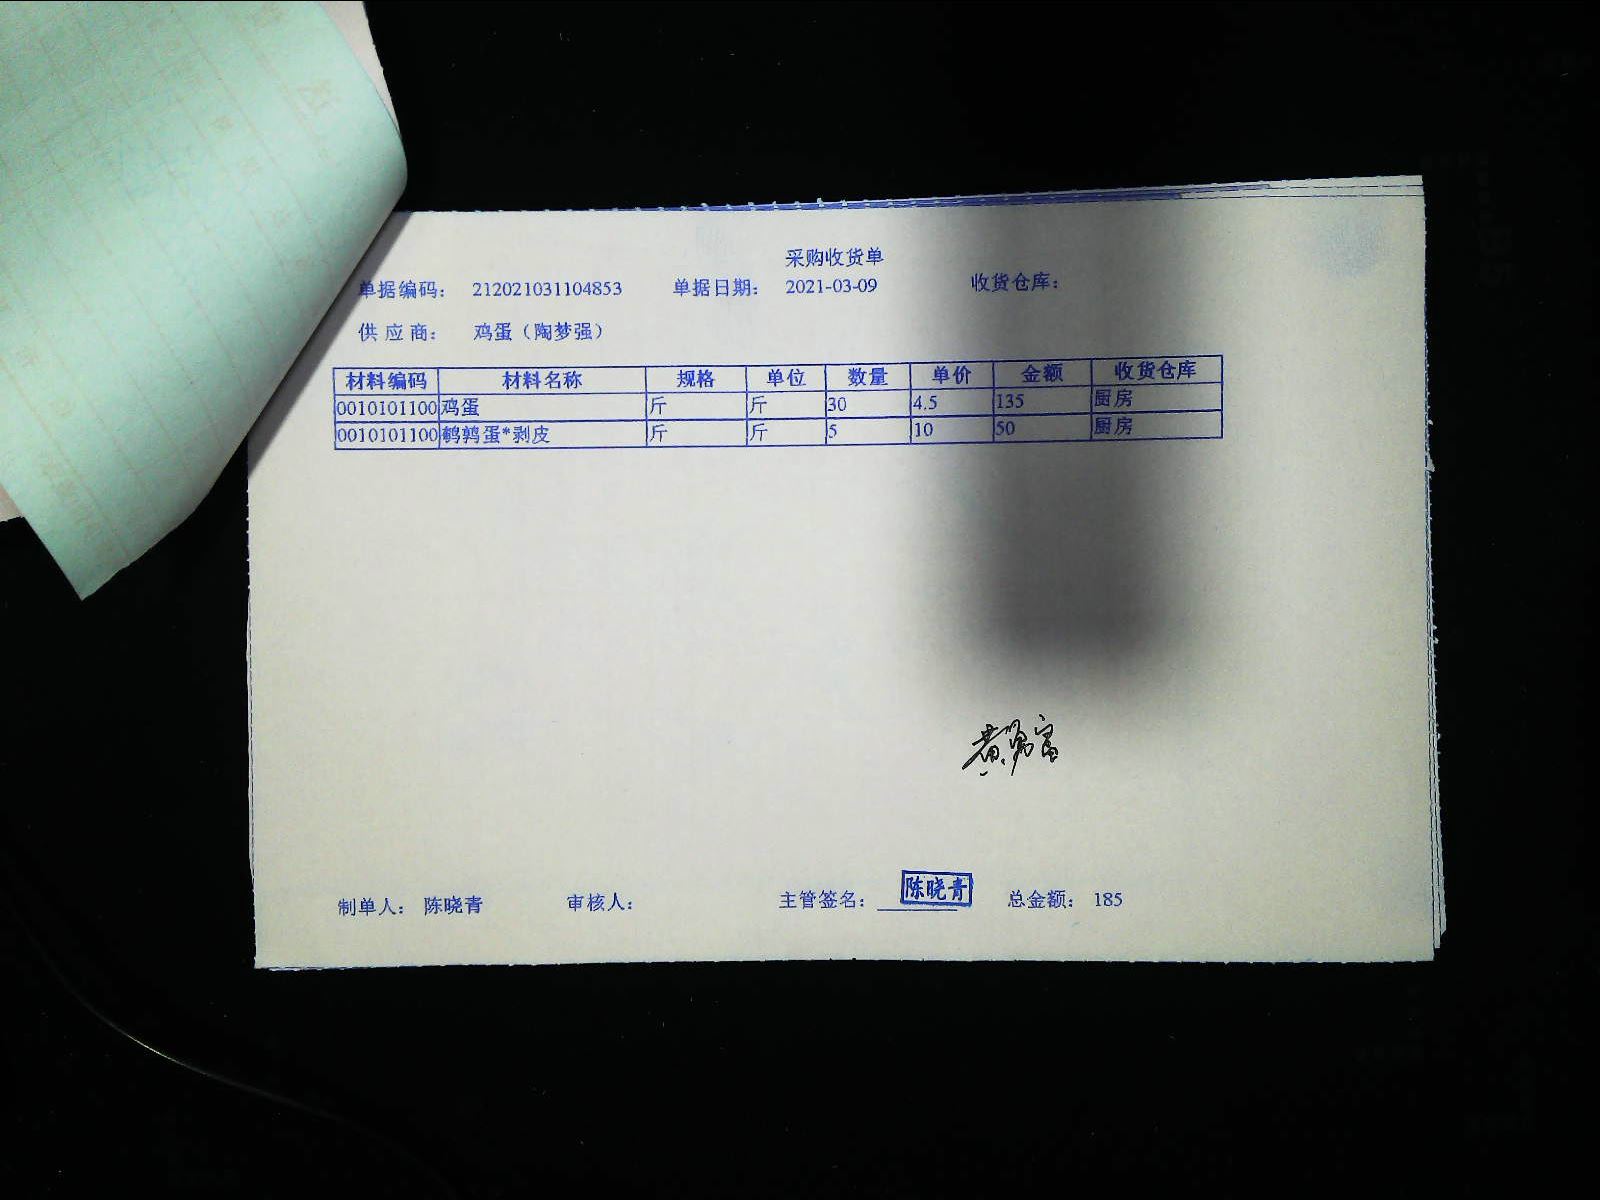 采购收货单
单据编码： 212021031104853 单据日期： 2021-03-09 收货仓库：
供应商： 鸡蛋（陶梦强）
材料编码 材料名称 规格 单位 数量 单价 金额 收货仓库
0010101100 鸡蛋 斤 斤 30 4.5 135 厨房
0010101100 鹌鹑蛋*剥皮 斤 斤 5 10 50 厨房
制单人： 陈晓青 审核人： 主管签名： 陈晓青 总金额： 185